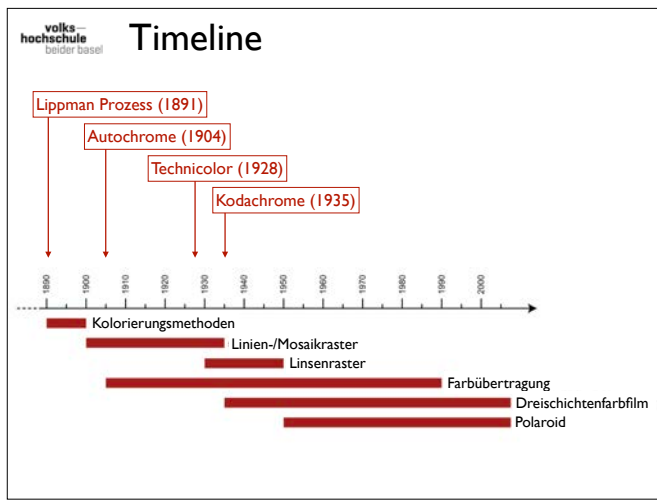 volks—
hochschule
beider basel
Timeline
Lippman Prozess (1891)
Autochrome (1904)
Technicolor (1928)
Kodachrome (1935)
1890 1900 1910 1920 1930 1940 1950 1960 1970 1980 1990 2000
Kolorierungsmethoden
Linien-/Mosaikraster
Linsenraster
Farbübertragung
Dreischichtenfarbfilm
Polaroid